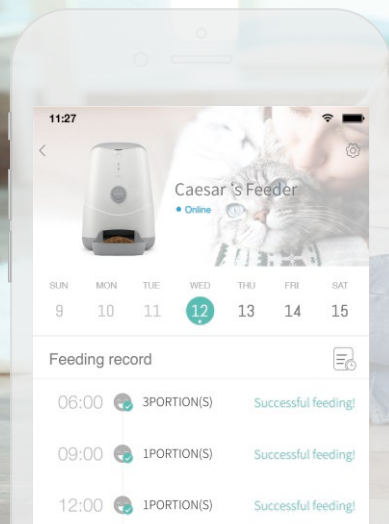 11:27
Caesar 's Feeder
Online
SUN MON TUE WED THU FRI SAT
9 10 11 12 13 14 15
Feeding record
06:00 3PORTION(S) Successful feeding!
09:00 1PORTION(S) Successful feeding!
12:00 1PORTION(S) Successful feeding!